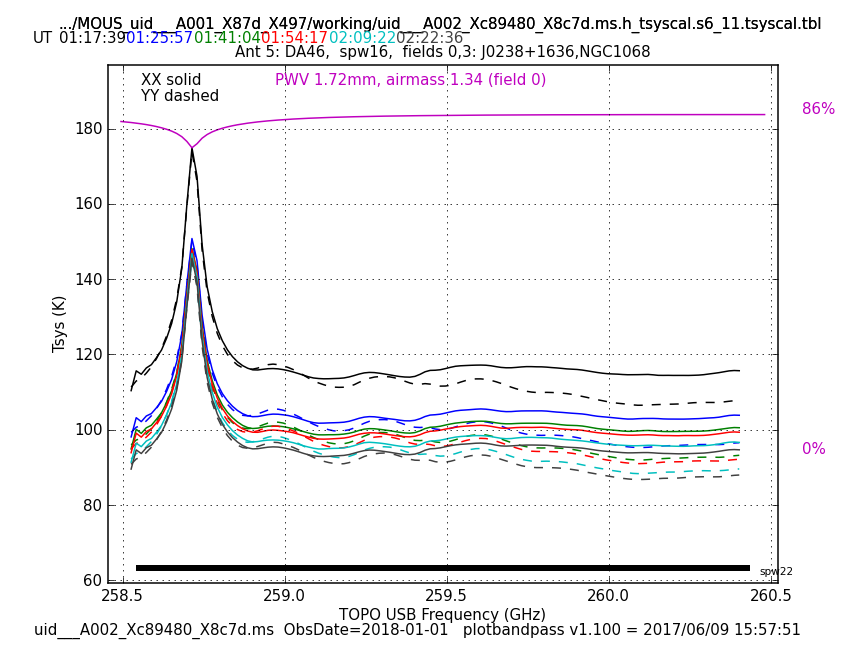 .../MOUS_uid___A001_X87d_X497/working/uid___A002_Xc89480_X8c7d.ms.h_tsyscal.s6_11.tsyscal.tbl
UT 01:17:39 01:25:57 01:41:04 01:54:17 02:09:22 02:22:36
Ant 5: DA46, spw16, fields 0,3: J0238+1636,NGC1068
XX solid
YY dashed
PWV 1.72mm, airmass 1.34 (field 0)
86%
0%
180
160
140
120
100
80
60
Tsys (K)
spw22
258.5 259.0 259.5 260.0 260.5
TOPO USB Frequency (GHz)
uid___A002_Xc89480_X8c7d.ms ObsDate=2018-01-01 plotbandpass v1.100 = 2017/06/09 15:57:51